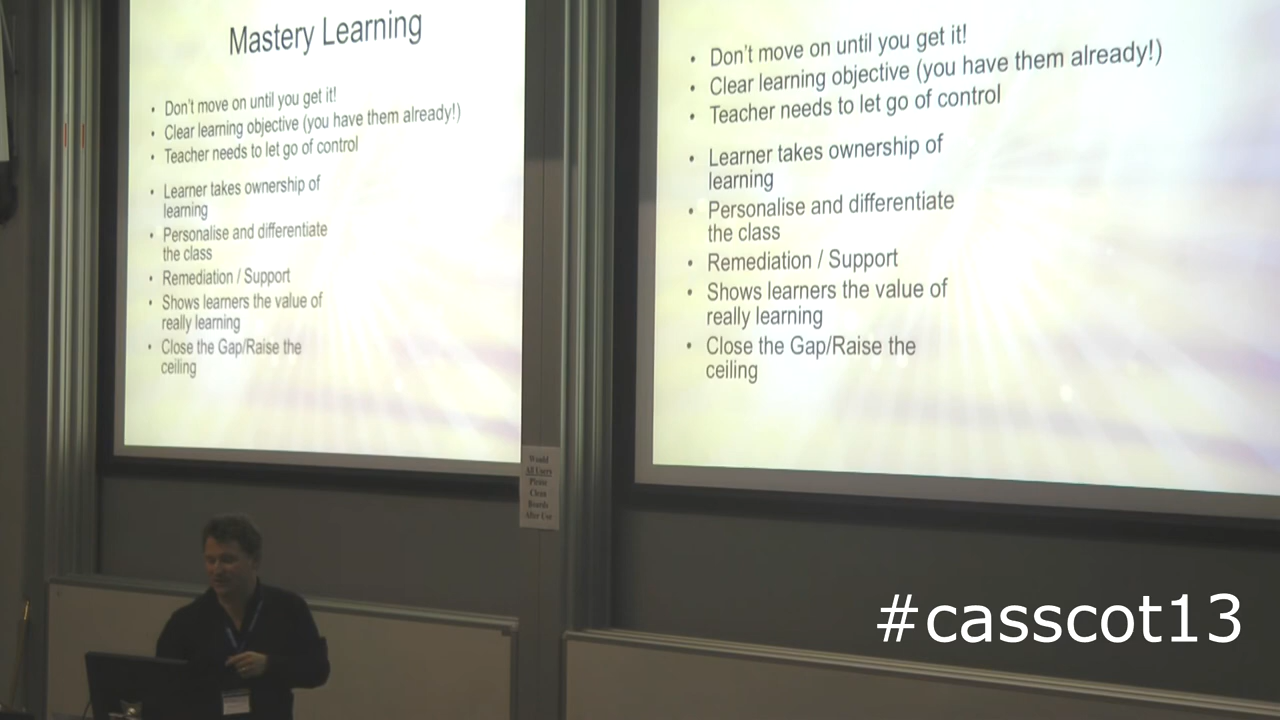 Mastery Learning
• Don't move on until you get it!
• Clear learning objective (you have them already!)
• Teacher needs to let go of control
• Learner takes ownership of
learning
• Personalise and differentiate
the class
• Remediation / Support
• Shows learners the value of
really learning
• Close the Gap/Raise the
ceiling
• Don't move on until you get it!
• Clear learning objective (you have them already!)
• Teacher needs to let go of control
• Learner takes ownership of
learning
• Personalise and differentiate
the class
• Remediation / Support
• Shows learners the value of
really learning
• Close the Gap/Raise the
ceiling
Would
All Users
Please
Clean
Boards
After Use
#casscot13